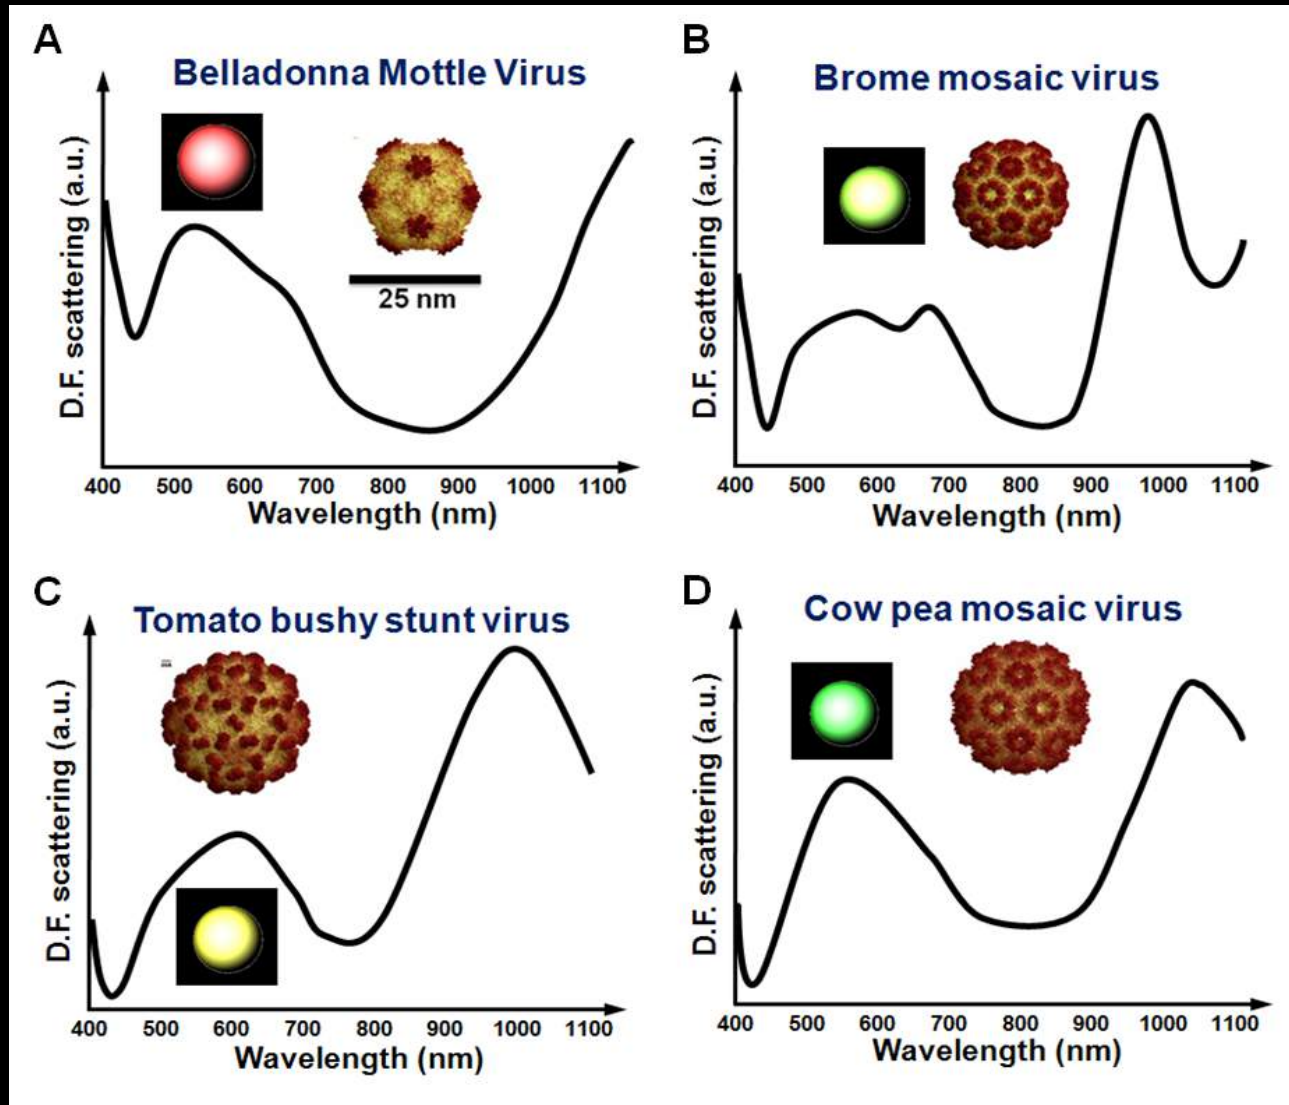 A
Belladonna Mottle Virus
D.F. scattering (a.u.)
25 nm
400 500 600 700 800 900 1000 1100
Wavelength (nm)
B
Brome mosaic virus
D.F. scattering (a.u.)
400 500 600 700 800 900 1000 1100
Wavelength (nm)
C
Tomato bushy stunt virus
D.F. scattering (a.u.)
400 500 600 700 800 900 1000 1100
Wavelength (nm)
D
Cow pea mosaic virus
D.F. scattering (a.u.)
400 500 600 700 800 900 1000 1100
Wavelength (nm)